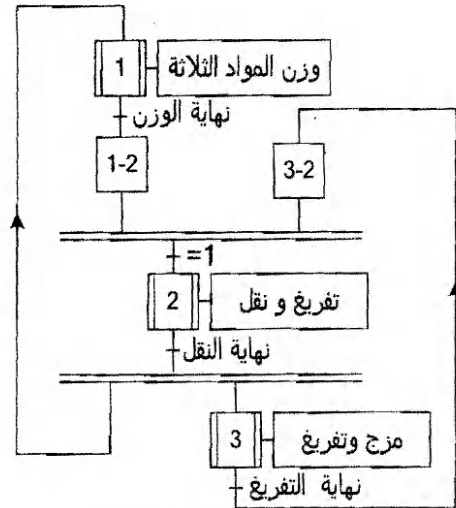 1
وزن المواد الثلاثة
نهاية الوزن
1-2
3-2
=1
2
تفريغ و نقل
نهاية النقل
3
مزج وتفريغ
نهاية التفريغ